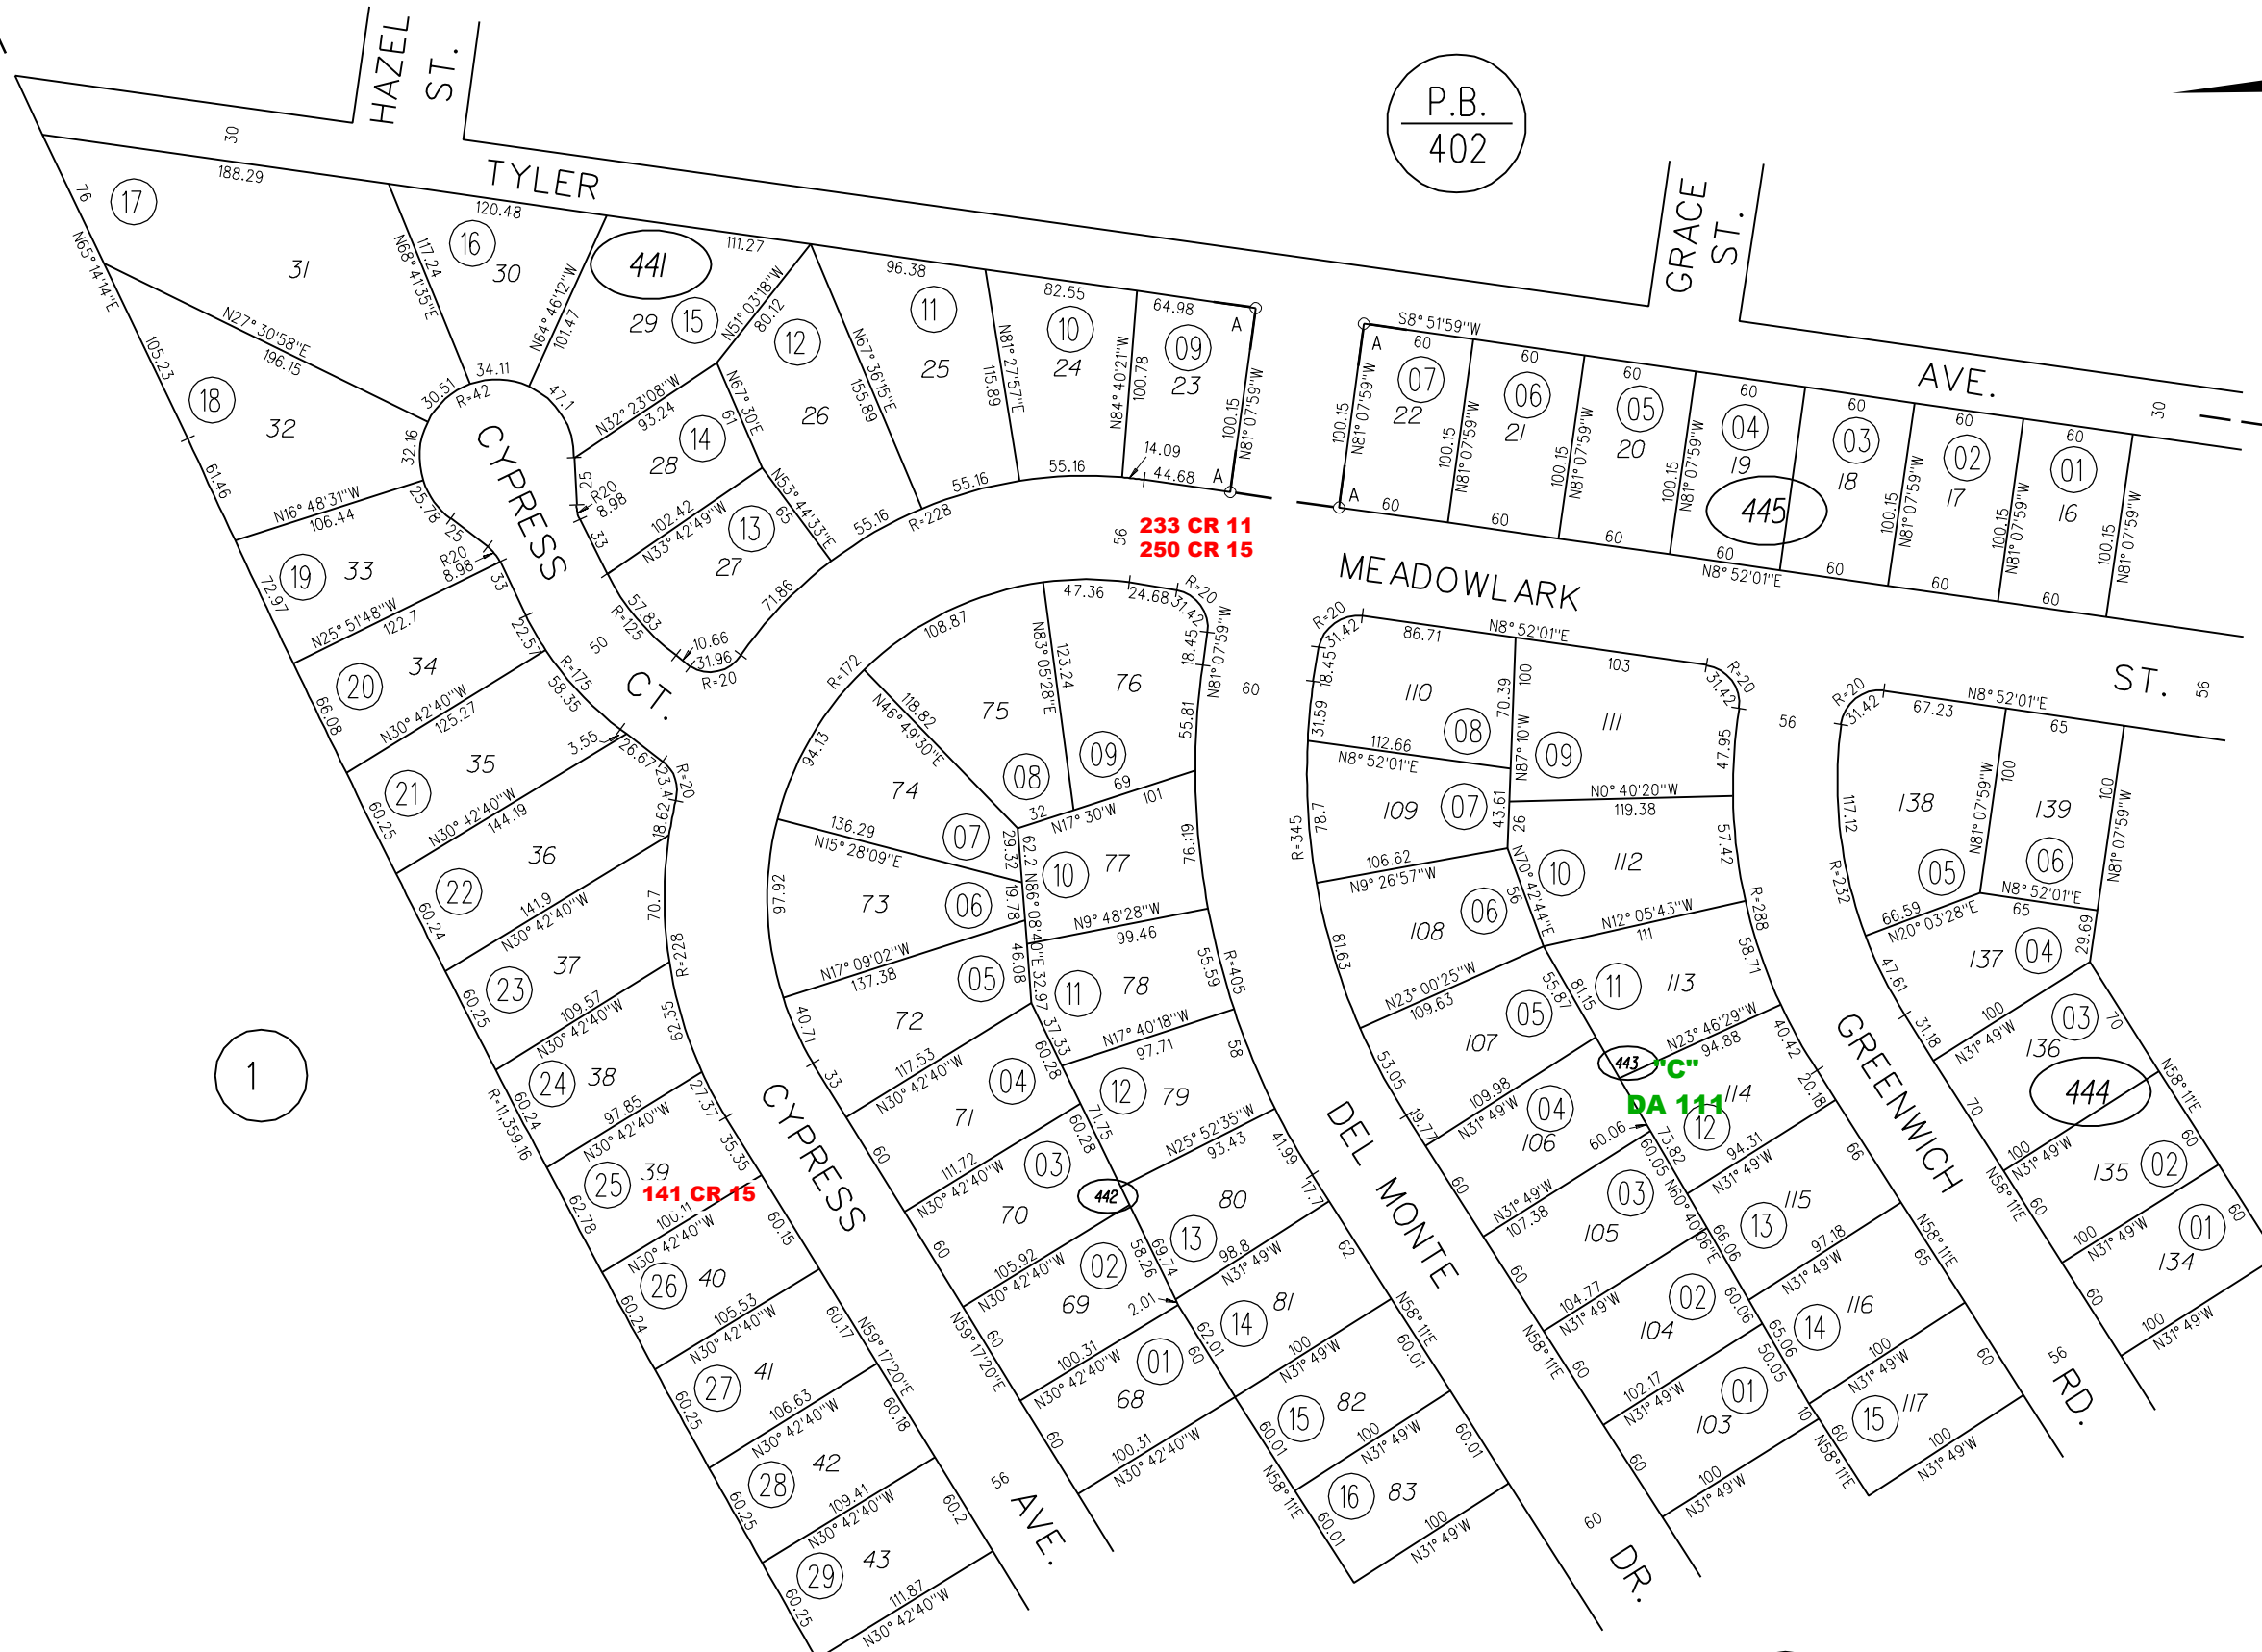 HAZEL
ST.
P.B.
402
GRACE
ST.
TYLER
AVE.
30
188.29
76
17
N65° 14'14"E
31
N68° 41'35"E
117.24
120.48
16
30
441
111.27
N64° 46'12"W
101.47
29
15
N51° 03'18"W
80.12
12
26
96.38
11
25
N67° 36'15"E
155.89
82.55
10
24
N81° 27'57"E
115.89
64.98
09
23
N84° 40'21"W
100.78
A
100.15
N81° 07'59"W
A
14.09
44.68
S8° 51'59"W
A
60
07
22
100.15
N81° 07'59"W
A
60
60
06
21
100.15
N81° 07'59"W
60
60
05
20
100.15
N81° 07'59"W
60
60
04
19
100.15
N81° 07'59"W
60
445
60
03
18
60
60
02
17
100.15
N81° 07'59"W
60
60
01
16
100.15
N81° 07'59"W
60
100.15
N81° 07'59"W
30
N8° 52'01"E
N27° 30'58"E
196.15
105.23
18
32
61.46
30.51
R=42
34.11
47.1
32.16
25.78
25
R20
8.98
CYPRESS
CT.
50
N32° 23'08"W
93.24
14
28
N67° 30'E
61
25
R20
8.98
33
102.42
N33° 42'49"W
13
27
N53° 44'33"E
65
57.83
R=125
10.66
31.96
R=20
71.86
55.16
R=228
55.16
55.16
56
233 CR 11
250 CR 15
MEADOWLARK
ST.
56
N16° 48'31"W
106.44
19
33
72.97
33
N25° 51'48"W
122.7
20
34
66.08
22.57
R=175
58.35
N30° 42'40"W
125.27
21
35
60.25
3.55
26.67
23.4
R=20
N30° 42'40"W
144.19
22
36
60.24
18.62
141.9
N30° 42'40"W
23
37
60.25
70.7
R=228
109.57
N30° 42'40"W
24
38
60.24
R=11,359.16
62.35
97.85
N30° 42'40"W
25
39
62.78
27.37
35.35
141 CR 15
100.11
N30° 42'40"W
26
40
60.24
60.15
105.53
N30° 42'40"W
27
41
60.25
60.17
N59° 17'20"E
106.63
N30° 42'40"W
28
42
60.25
60.18
109.41
N30° 42'40"W
29
43
60.25
60.2
111.87
N30° 42'40"W
1
CYPRESS
AVE.
56
108.87
R=172
47.36
24.68
31.42
R=20
18.45
N81° 07'59"W
60
N83° 05'28"E
123.24
76
75
118.82
N46° 49'30"E
08
09
55.81
94.13
74
07
136.29
N15° 28'09"E
32
69
101
N17° 30'W
29.32
62.2
N86° 08'40"E
10
77
76.19
97.92
73
06
19.78
N17° 09'02"W
137.38
46.08
32.97
N9° 48'28"W
99.46
05
72
11
78
55.59
R=405
40.71
33
117.53
N30° 42'40"W
37.33
60.28
N17° 40'18"W
97.71
58
04
71
12
79
60
111.72
N30° 42'40"W
71.75
60.28
N25° 52'35"W
93.43
41.99
17.7
03
70
442
80
13
60
105.92
N30° 42'40"W
02
69
58.26
69.74
98.8
N31° 49'W
62
2.01
N59° 17'20"E
60
100.31
N30° 42'40"W
01
68
62.01
60
14
81
N58° 11'E
60.01
100
N31° 49'W
60
100.31
N30° 42'40"W
15
82
60.01
100
N31° 49'W
60.01
N58° 11'E
16
83
60.01
100
N31° 49'W
DEL MONTE
DR.
60
R=20
31.42
18.45
86.71
N8° 52'01"E
110
08
31.59
70.39
100
N87° 10'W
103
31.42
R=20
111
09
47.95
56
112.66
N8° 52'01"E
109
07
78.7
R=345
43.61
26
N0° 40'20"W
119.38
57.42
106.62
N9° 26'57"W
N70° 42'44"E
56
10
112
R=288
108
06
81.63
N12° 05'43"W
111
58.71
N23° 00'25"W
109.63
55.87
81.15
11
113
107
05
53.05
443
"C"
DA 111
N23° 46'29"W
94.88
40.42
20.18
19.77
109.98
N31° 49'W
04
106
60.06
114
12
73.82
60.05
N60° 40'06"E
94.31
N31° 49'W
66
60
N31° 49'W
107.38
03
105
115
13
66.06
97.18
N31° 49'W
N58° 11'E
65
60
104.77
N31° 49'W
02
104
60.06
65.06
116
14
100
N31° 49'W
60
N58° 11'E
60
102.17
N31° 49'W
01
103
50.05
10
60
N58° 11'E
15
117
100
N31° 49'W
60
100
N31° 49'W
GREENWICH
RD.
56
R=20
31.42
67.23
N8° 52'01"E
65
117.12
138
N81° 07'59"W
100
139
100
N81° 07'59"W
05
06
R=232
66.59
N20° 03'28"E
N8° 52'01"E
65
29.69
137
04
47.61
31.18
100
N31° 49'W
03
136
70
N58° 11'E
444
70
100
N31° 49'W
N58° 11'E
60
135
02
60
60
100
N31° 49'W
01
134
60
100
N31° 49'W